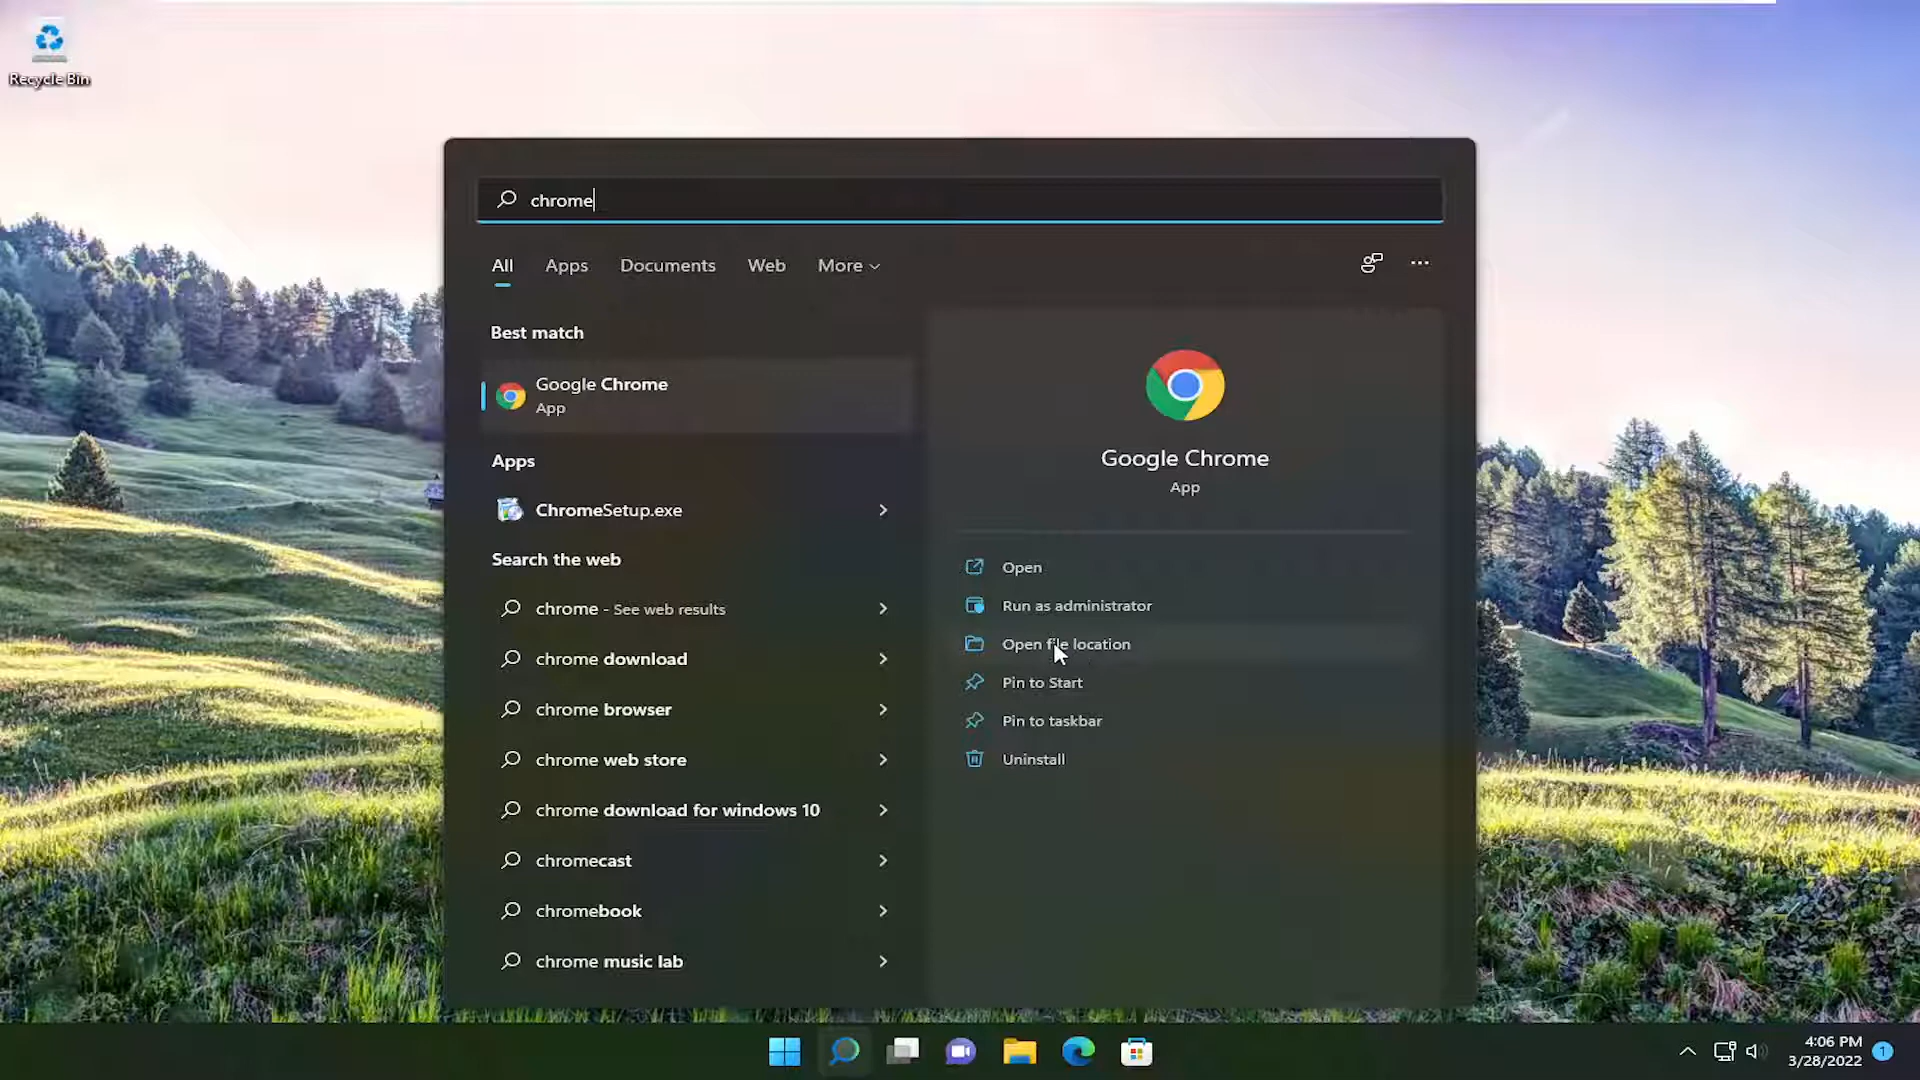 Recycle Bin
chrome
All Apps Documents Web More
Best match
Google Chrome
App
Apps
ChromeSetup.exe
Search the web
chrome - See web results
chrome download
chrome browser
chrome web store
chrome download for windows 10
chromecast
chromebook
chrome music lab
Google Chrome
App
Open
Run as administrator
Open file location
Pin to Start
Pin to taskbar
Uninstall
4:06 PM
3/28/2022
1